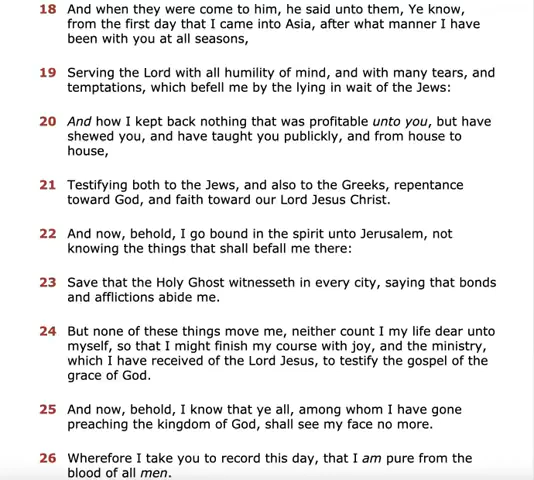 18 And when they were come to him, he said unto them, Ye know,
from the first day that I came into Asia, after what manner I have
been with you at all seasons,
19 Serving the Lord with all humility of mind, and with many tears, and
temptations, which befell me by the lying in wait of the Jews:
20 And how I kept back nothing that was profitable unto you, but have
shewed you, and have taught you publickly, and from house to
house,
21 Testifying both to the Jews, and also to the Greeks, repentance
toward God, and faith toward our Lord Jesus Christ.
22 And now, behold, I go bound in the spirit unto Jerusalem, not
knowing the things that shall befall me there:
23 Save that the Holy Ghost witnesseth in every city, saying that bonds
and afflictions abide me.
24 But none of these things move me, neither count I my life dear unto
myself, so that I might finish my course with joy, and the ministry,
which I have received of the Lord Jesus, to testify the gospel of the
grace of God.
25 And now, behold, I know that ye all, among whom I have gone
preaching the kingdom of God, shall see my face no more.
26 Wherefore I take you to record this day, that I am pure from the
blood of all men.